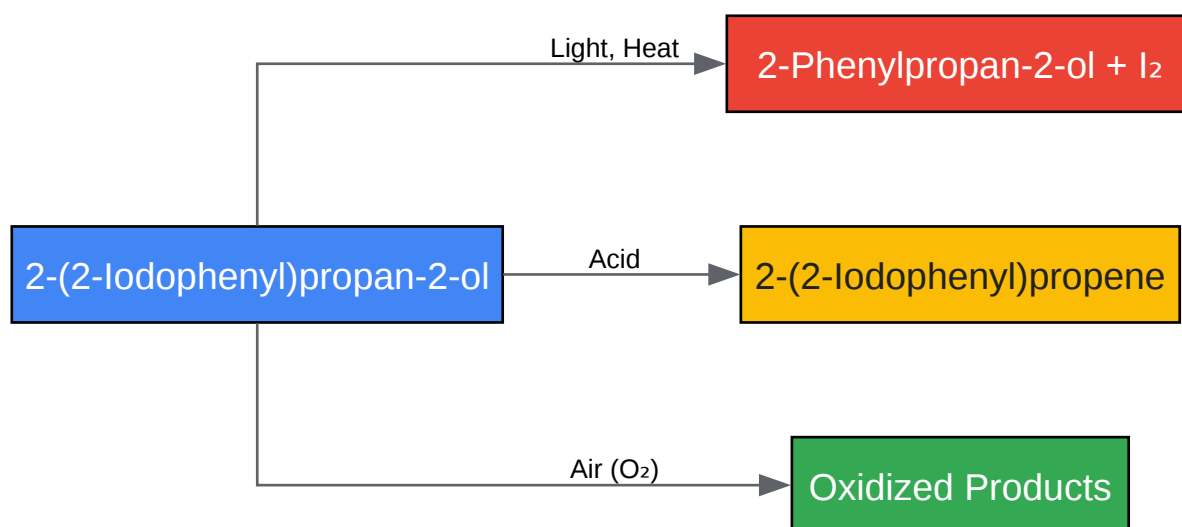 Light, Heat
2-Phenylpropan-2-ol + I₂
2-(2-Iodophenyl)propan-2-ol
Acid
2-(2-Iodophenyl)propene
Air (O₂)
Oxidized Products